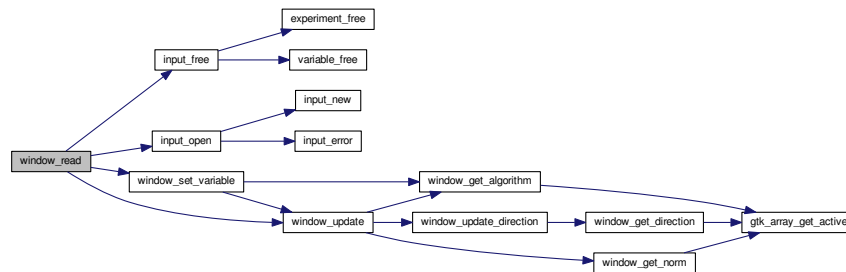 experiment_free
input_free
variable_free
input_new
input_open
input_error
window_read
window_set_variable
window_get_algorithm
window_update
window_update_direction
window_get_direction
gtk_array_get_active
window_get_norm